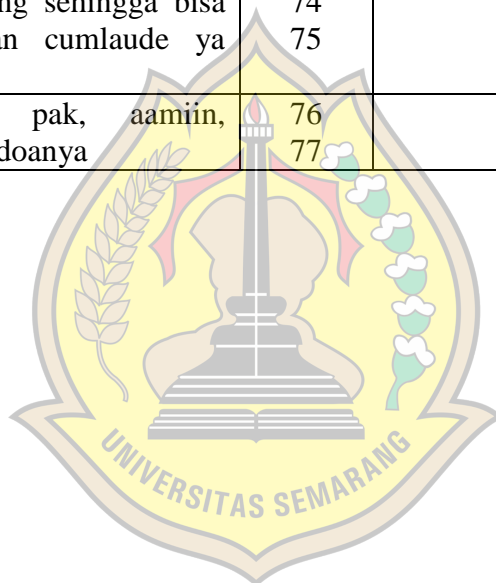 ng sehingga bisa 74
an cumlaude ya 75
pak, aamiin, 76
doanya 77
UNIVERSITAS SEMARANG